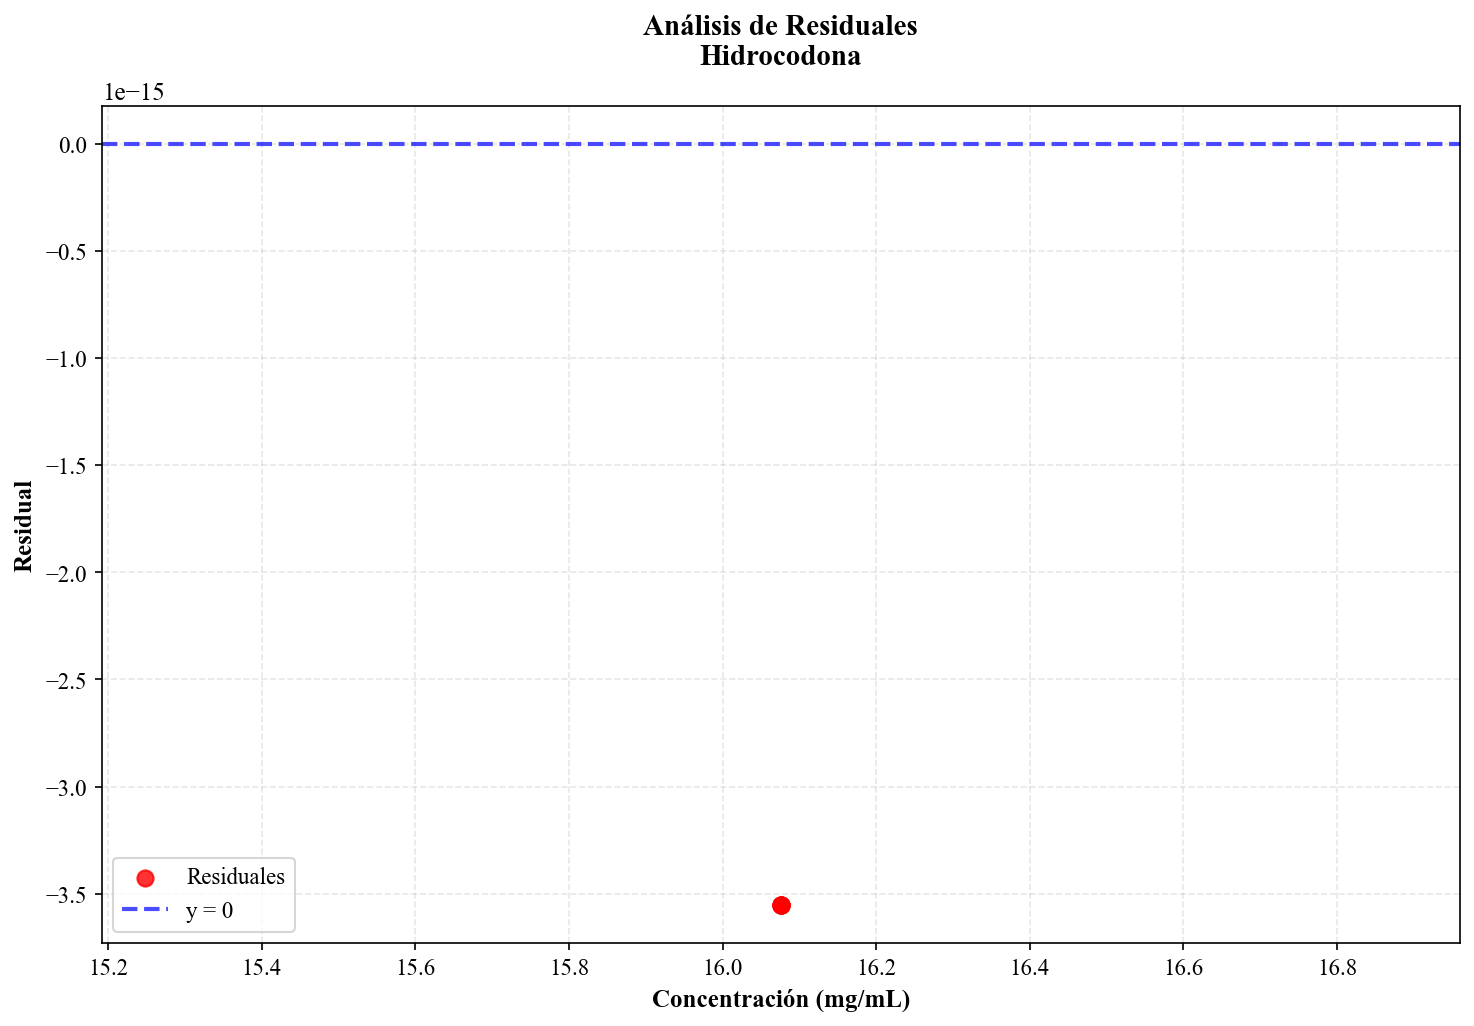 Análisis de Residuales
Hidrocodona
1e−15
0.0
−0.5
−1.0
−1.5
−2.0
−2.5
−3.0
−3.5
Residual
Residuales
y = 0
15.2 15.4 15.6 15.8 16.0 16.2 16.4 16.6 16.8
Concentración (mg/mL)